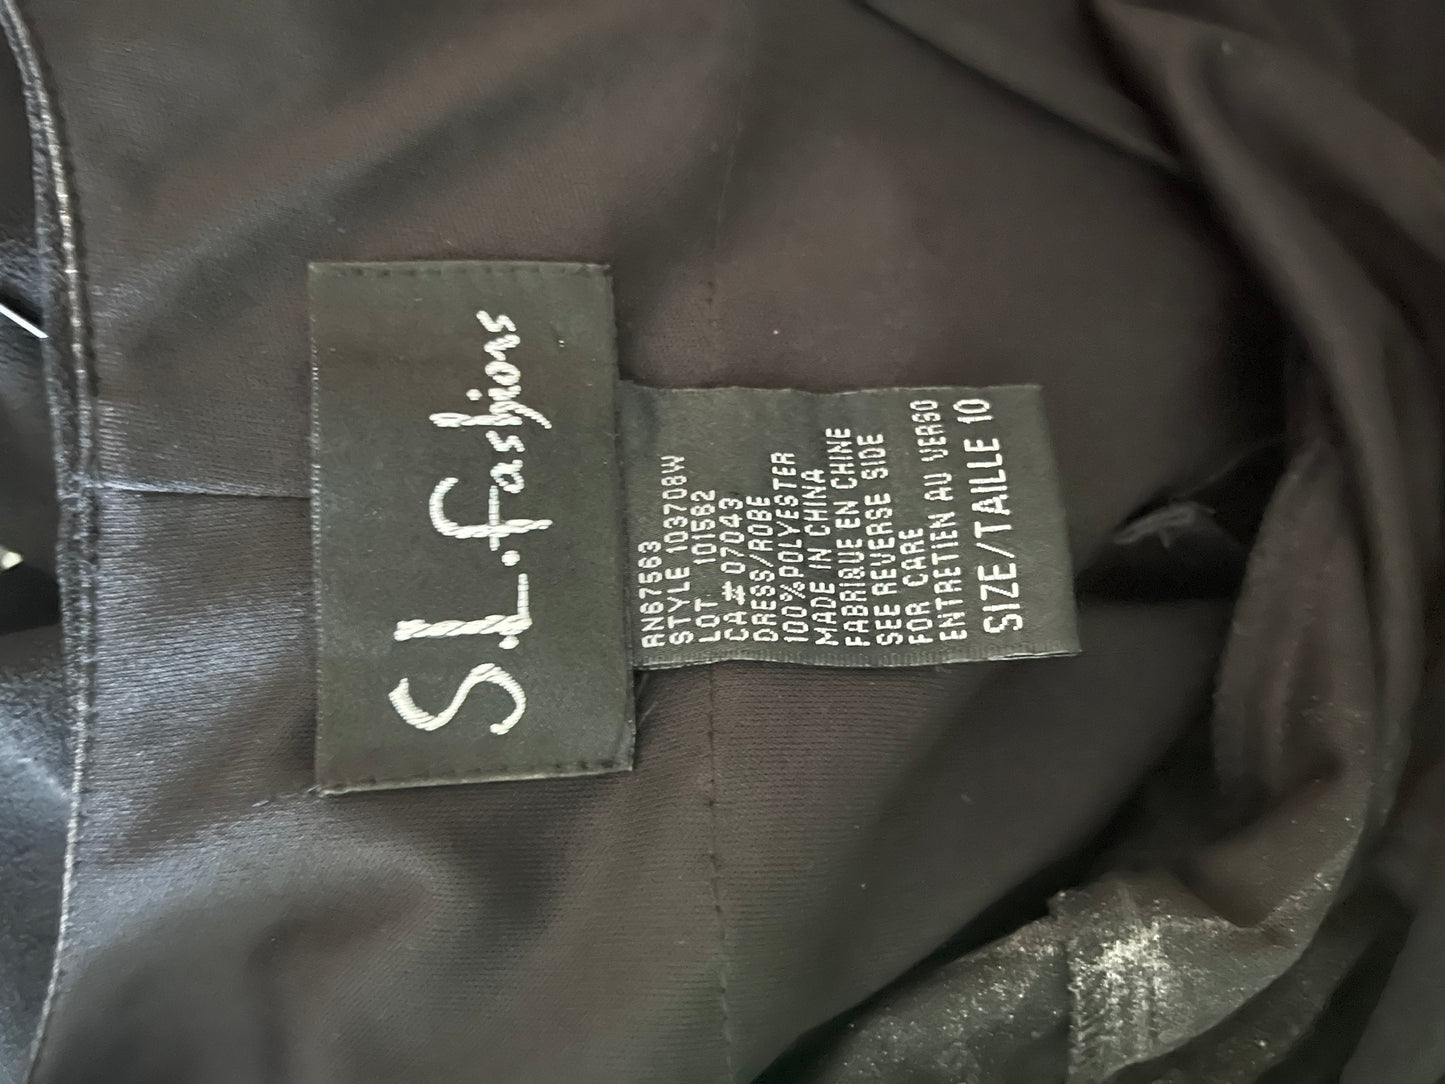 S.L. fashions
RN67563
STYLE 103708W
LOT 101582
CA# 07043
DRESS/ROBE
100%POLYESTER
MADE IN CHINA
FABRIQUE EN CHINE
SEE REVERSE SIDE
FOR CARE
ENTRETIEN AU VERSO
SIZE/TAILLE 10